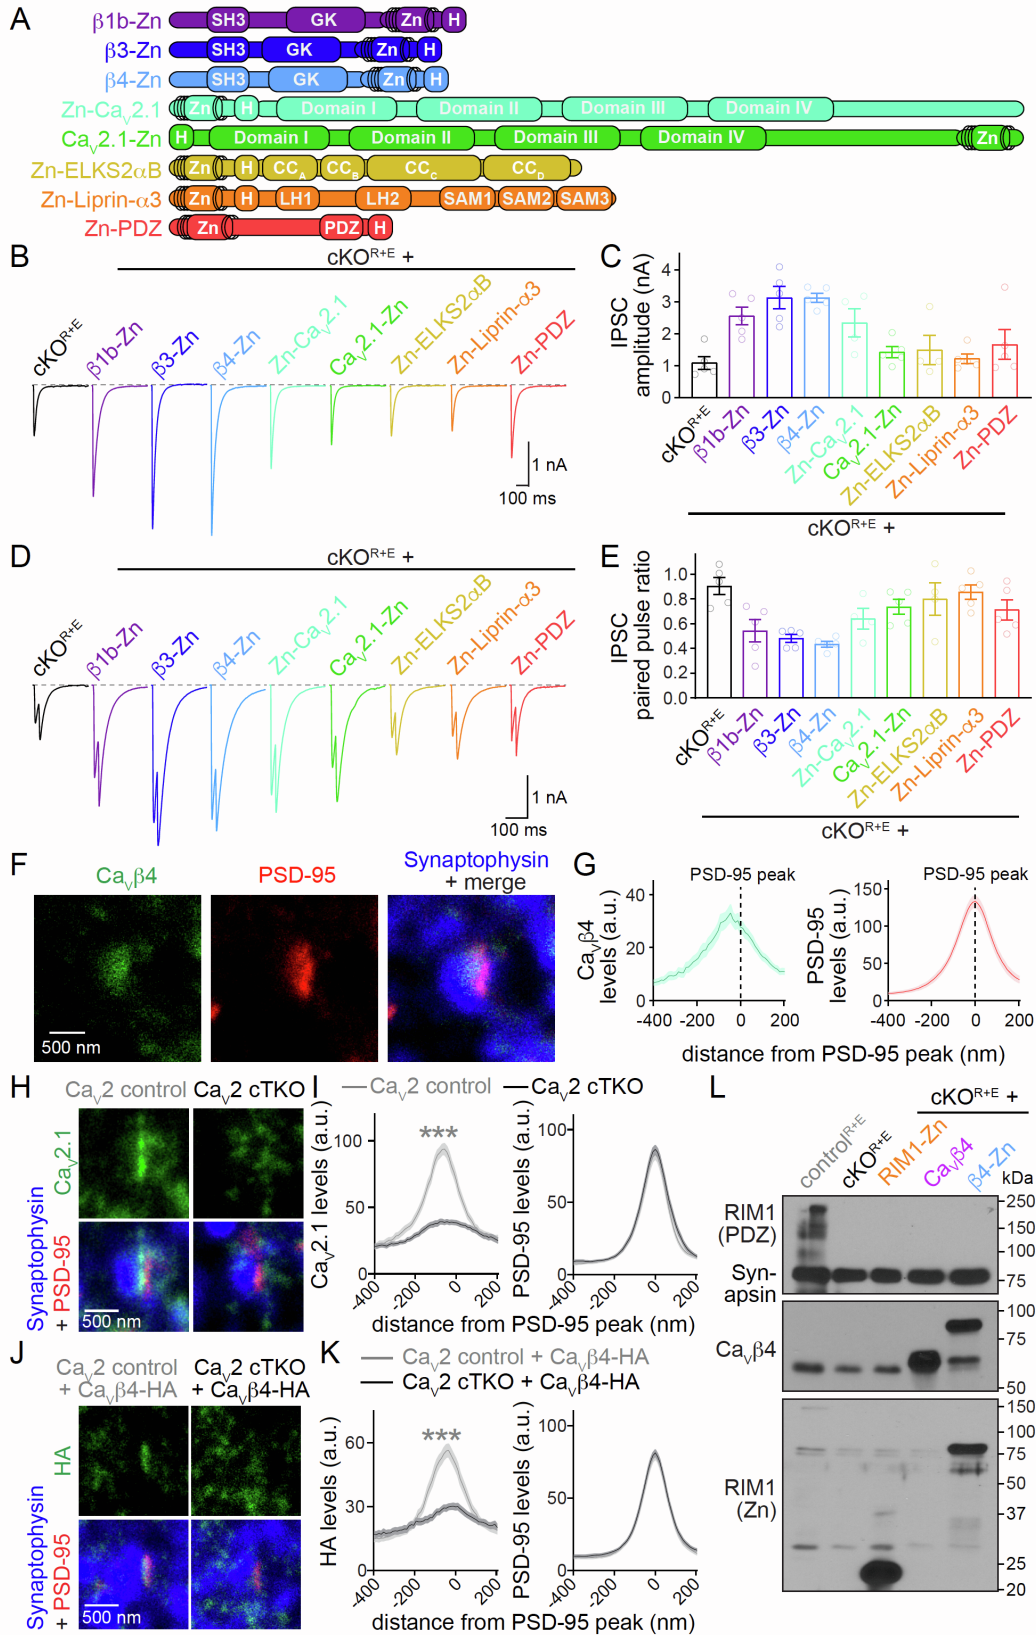 A
β1b-Zn SH3 GK Zn H
β3-Zn SH3 GK Zn H
β4-Zn SH3 GK Zn H
Zn-CaV2.1 Zn H Domain I Domain II Domain III Domain IV
CaV2.1-Zn H Domain I Domain II Domain III Domain IV Zn
Zn-ELKS2αB Zn H CCA CCB CCC CCD
Zn-Liprin-α3 Zn H LH1 LH2 SAM1 SAM2 SAM3
Zn-PDZ Zn PDZ H
B
cKOR+E +
cKOR+E
β1b-Zn
β3-Zn
β4-Zn
Zn-CaV2.1
CaV2.1-Zn
Zn-ELKS2αB
Zn-Liprin-α3
Zn-PDZ
1 nA
100 ms
C
IPSC
amplitude (nA)
4
3
2
1
0
cKOR+E
β1b-Zn
β3-Zn
β4-Zn
Zn-CaV2.1
CaV2.1-Zn
Zn-ELKS2αB
Zn-Liprin-α3
Zn-PDZ
cKOR+E +
D
cKOR+E +
cKOR+E
β1b-Zn
β3-Zn
β4-Zn
Zn-CaV2.1
CaV2.1-Zn
Zn-ELKS2αB
Zn-Liprin-α3
Zn-PDZ
1 nA
100 ms
E
IPSC
paired pulse ratio
1.0
0.8
0.6
0.4
0.2
0.0
cKOR+E
β1b-Zn
β3-Zn
β4-Zn
Zn-CaV2.1
CaV2.1-Zn
Zn-ELKS2αB
Zn-Liprin-α3
Zn-PDZ
cKOR+E +
F
CaVβ4
PSD-95
Synaptophysin
+ merge
500 nm
G
PSD-95 peak
CaVβ4
levels (a.u.)
40
20
0
-400 -200 0 200
PSD-95 peak
PSD-95
levels (a.u.)
150
100
50
0
-400 -200 0 200
distance from PSD-95 peak (nm)
H
CaV2 control CaV2 cTKO
CaV2.1
Synaptophysin
+ PSD-95
500 nm
I
CaV2 control CaV2 cTKO
CaV2.1 levels (a.u.)
100
50
0
***
-400 -200 0 200
PSD-95 levels (a.u.)
100
50
0
-400 -200 0 200
distance from PSD-95 peak (nm)
J
CaV2 control
+ CaVβ4-HA
CaV2 cTKO
+ CaVβ4-HA
HA
Synaptophysin
+ PSD-95
500 nm
K
CaV2 control + CaVβ4-HA
CaV2 cTKO + CaVβ4-HA
HA levels (a.u.)
60
30
0
***
-400 -200 0 200
PSD-95 levels (a.u.)
100
50
0
-400 -200 0 200
distance from PSD-95 peak (nm)
L
cKOR+E +
controlR+E
cKOR+E
RIM1-Zn
CaVβ4
β4-Zn
kDa
RIM1
(PDZ)
Syn-
apsin
250
150
100
75
CaVβ4
100
75
50
RIM1
(Zn)
150
100
75
50
37
25
20